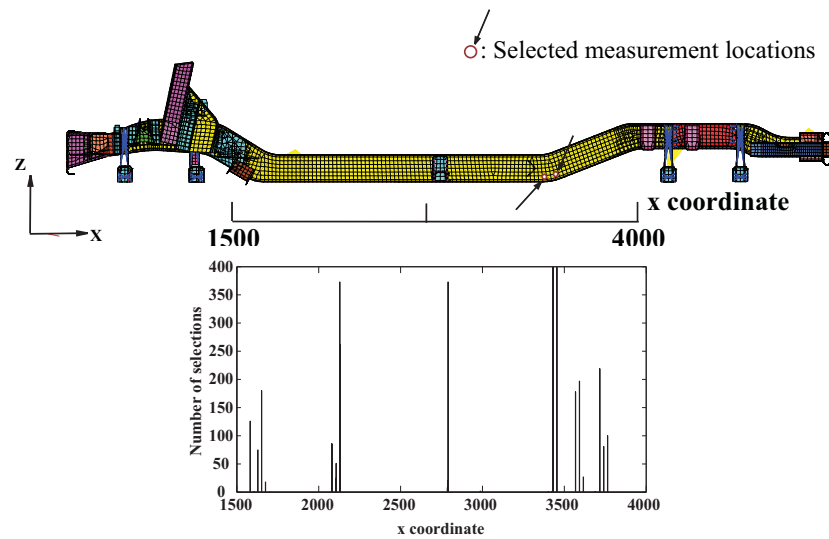 : Selected measurement locations
z
x
x coordinate
1500
4000
400
350
300
250
200
150
100
50
0
Number of selections
1500 2000 2500 3000 3500 4000
x coordinate